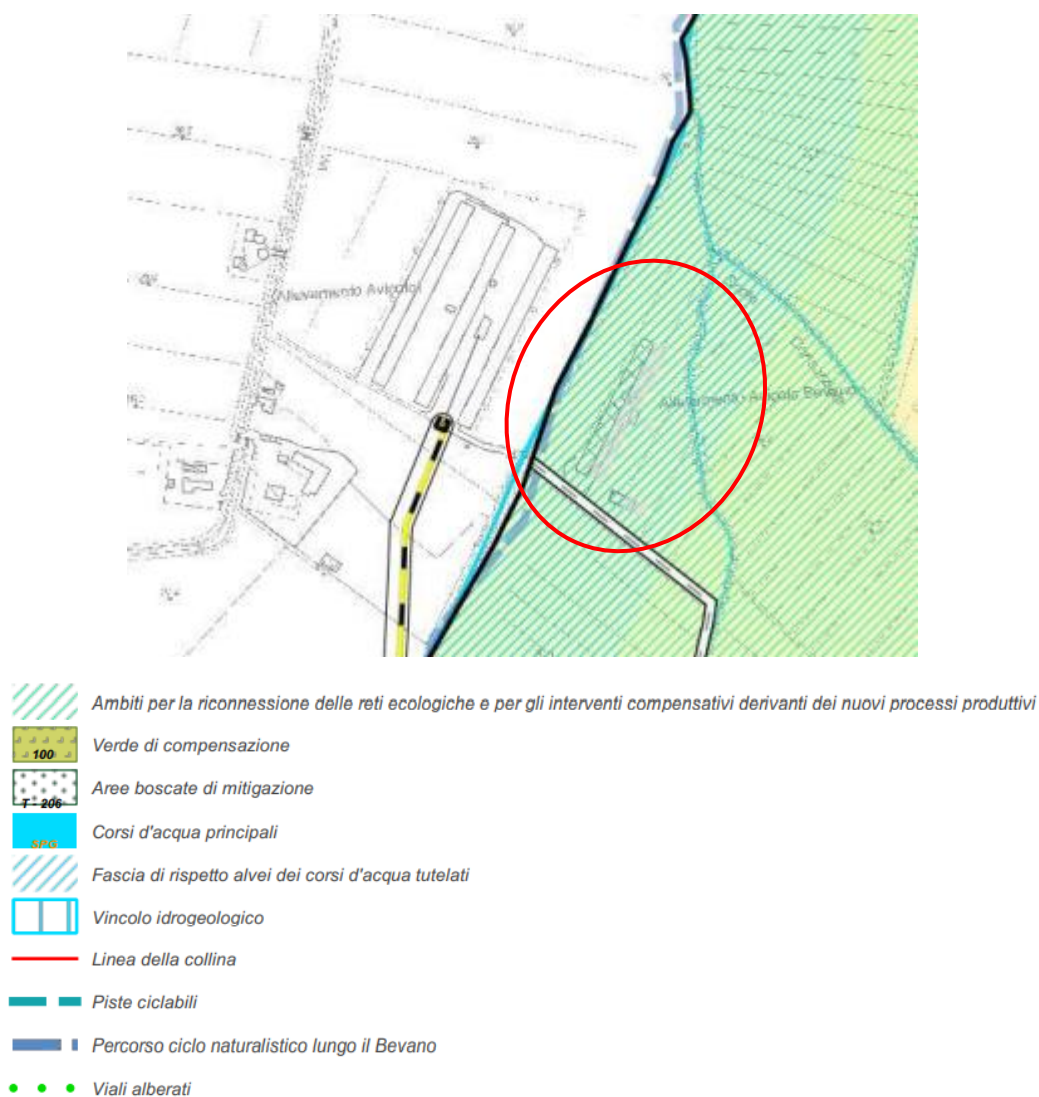 Allevamento Avicolo
Allevamento Avicolo Bevano
Ambiti per la riconnessione delle reti ecologiche e per gli interventi compensativi derivanti dei nuovi processi produttivi
100
Verde di compensazione
T - 206
Aree boscate di mitigazione
SPG
Corsi d'acqua principali
Fascia di rispetto alvei dei corsi d'acqua tutelati
Vincolo idrogeologico
Linea della collina
Piste ciclabili
Percorso ciclo naturalistico lungo il Bevano
Viali alberati